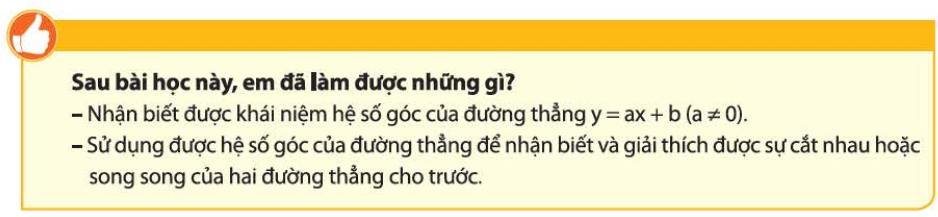 Sau bài học này, em đã làm được những gì?
– Nhận biết được khái niệm hệ số góc của đường thẳng y = ax + b (a ≠ 0).
– Sử dụng được hệ số góc của đường thẳng để nhận biết và giải thích được sự cắt nhau hoặc
song song của hai đường thẳng cho trước.